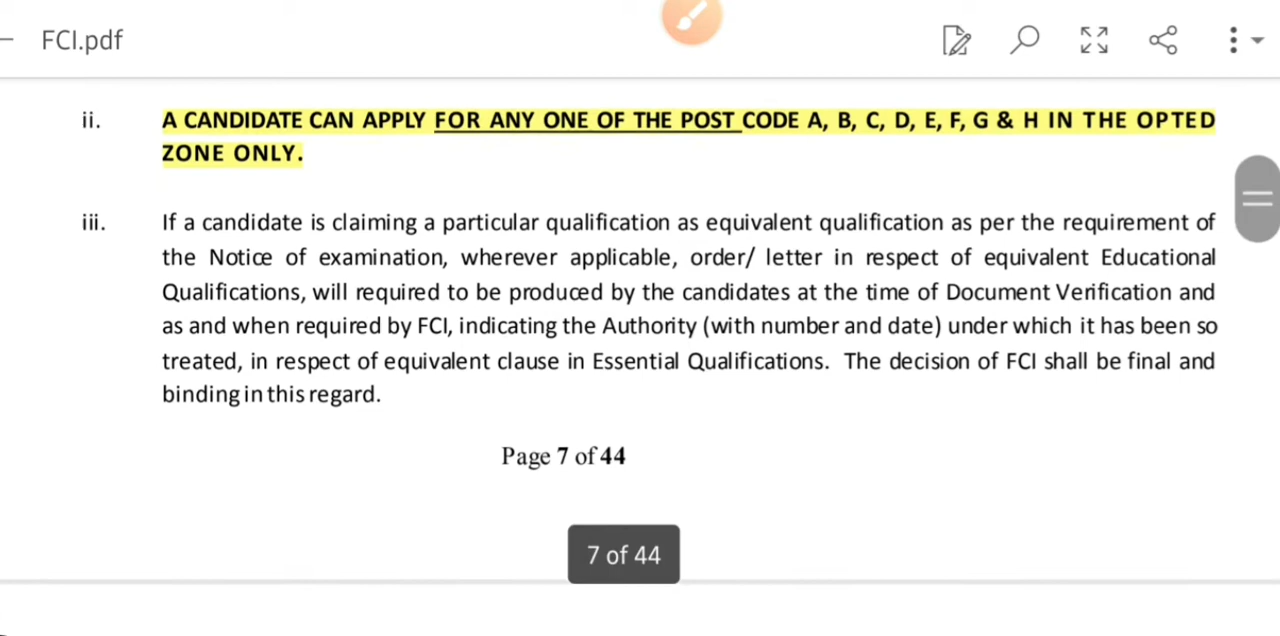 FCI.pdf
ii. A CANDIDATE CAN APPLY FOR ANY ONE OF THE POST CODE A, B, C, D, E, F, G & H IN THE OPTED
ZONE ONLY.
iii. If a candidate is claiming a particular qualification as equivalent qualification as per the requirement of
the Notice of examination, wherever applicable, order/ letter in respect of equivalent Educational
Qualifications, will required to be produced by the candidates at the time of Document Verification and
as and when required by FCI, indicating the Authority (with number and date) under which it has been so
treated, in respect of equivalent clause in Essential Qualifications. The decision of FCI shall be final and
binding in this regard.
Page 7 of 44
7 of 44